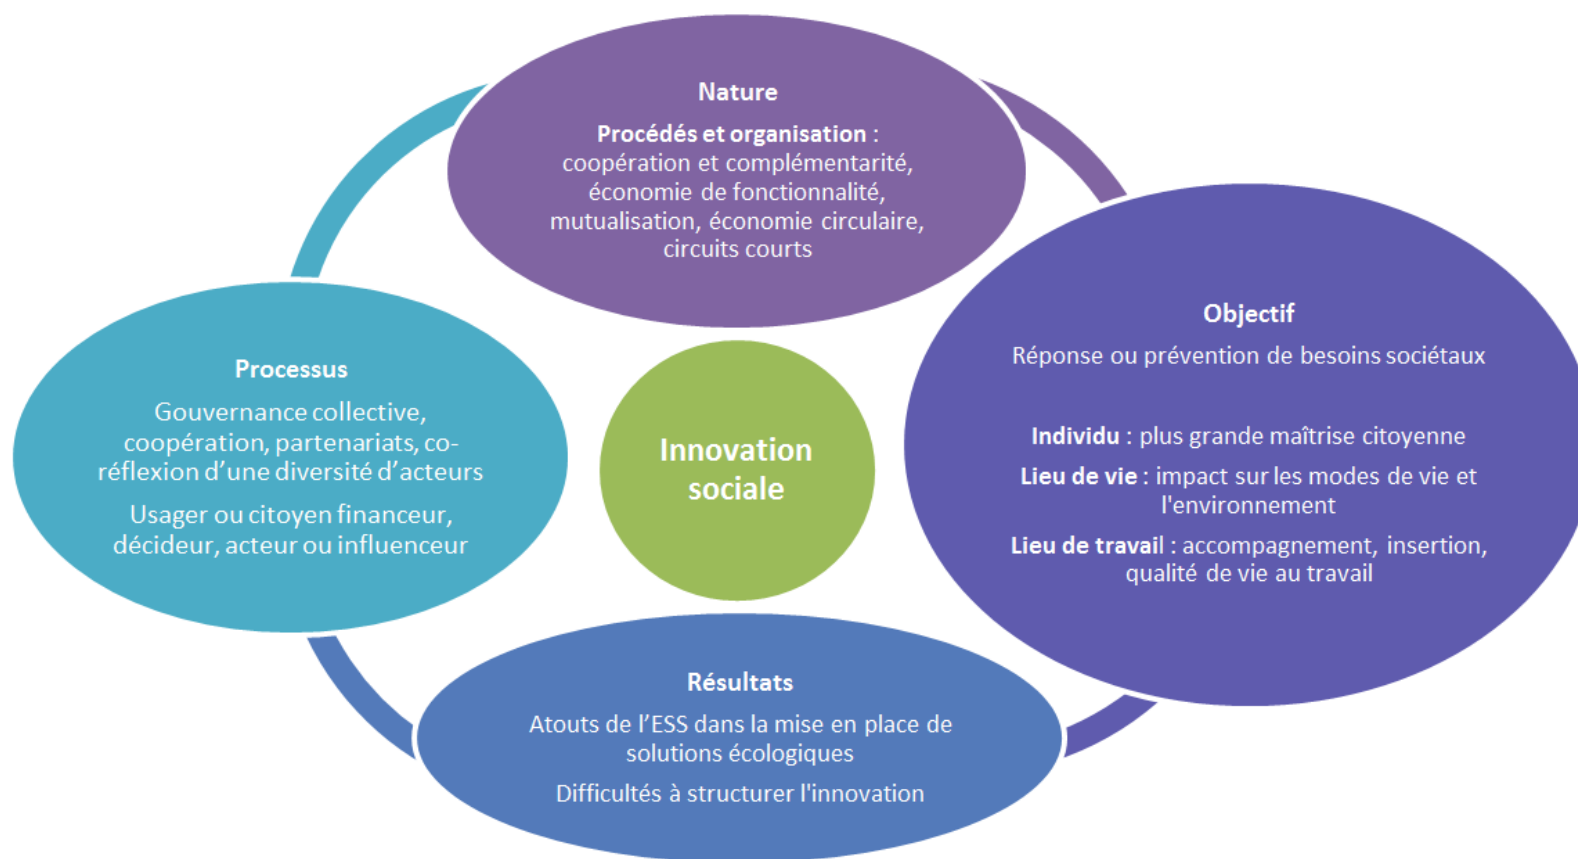 Nature
Procédés et organisation :
coopération et complémentarité,
économie de fonctionnalité,
mutualisation, économie circulaire,
circuits courts
Objectif
Réponse ou prévention de besoins sociétaux
Individu : plus grande maîtrise citoyenne
Lieu de vie : impact sur les modes de vie et
l'environnement
Lieu de travail : accompagnement, insertion,
qualité de vie au travail
Résultats
Atouts de l’ESS dans la mise en place de
solutions écologiques
Difficultés à structurer l'innovation
Processus
Gouvernance collective,
coopération, partenariats, co-
réflexion d’une diversité d’acteurs
Usager ou citoyen financeur,
décideur, acteur ou influenceur
Innovation
sociale